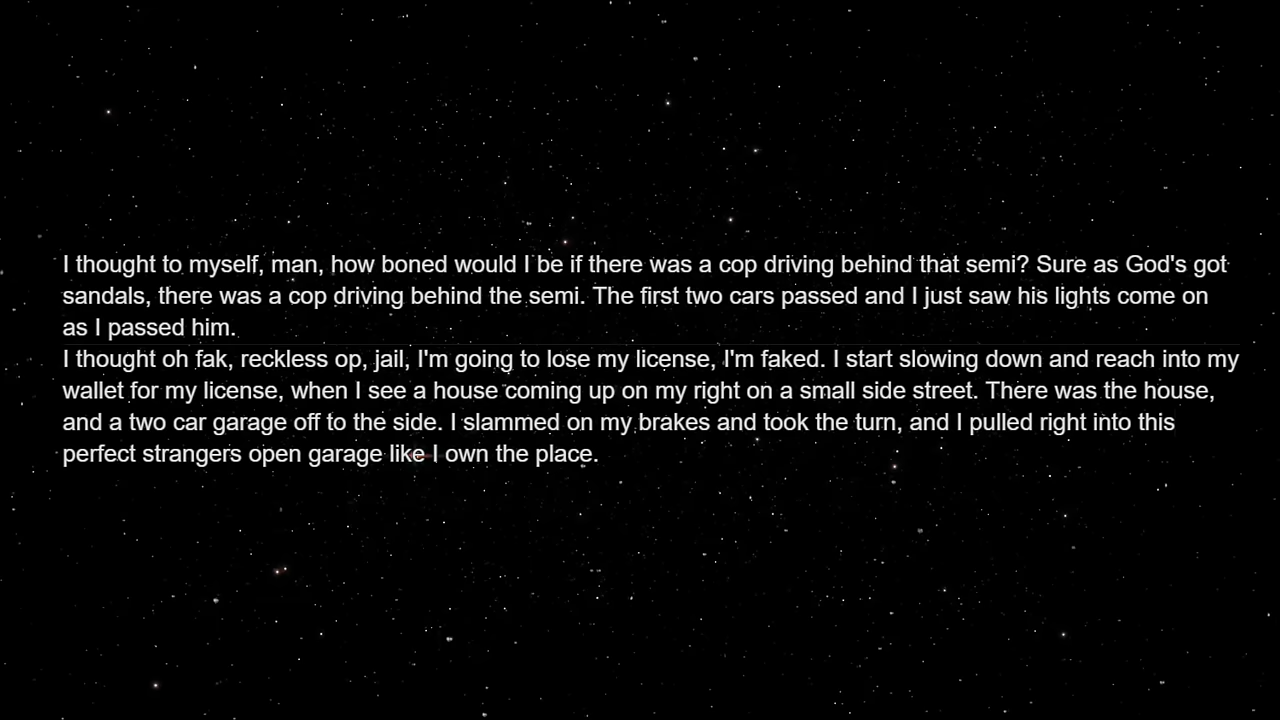 I thought to myself, man, how boned would I be if there was a cop driving behind that semi? Sure as God's got
sandals, there was a cop driving behind the semi. The first two cars passed and I just saw his lights come on
as I passed him.
I thought oh fak, reckless op, jail, I'm going to lose my license, I'm faked. I start slowing down and reach into my
wallet for my license, when I see a house coming up on my right on a small side street. There was the house,
and a two car garage off to the side. I slammed on my brakes and took the turn, and I pulled right into this
perfect strangers open garage like I own the place.